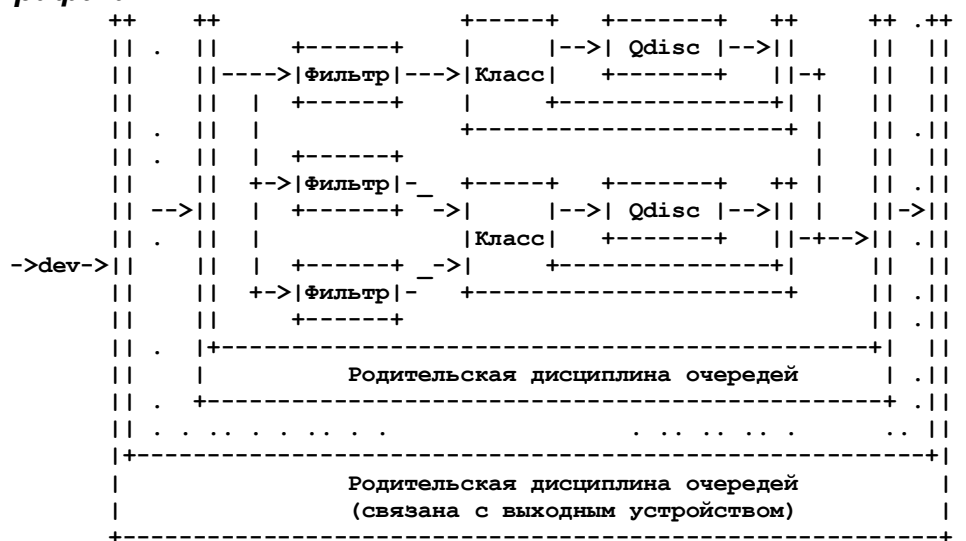 Qdisc
Фильтр
Класс
Фильтр
Qdisc
Класс
->dev->
Фильтр
Родительская дисциплина очередей
Родительская дисциплина очередей
(связана с выходным устройством)